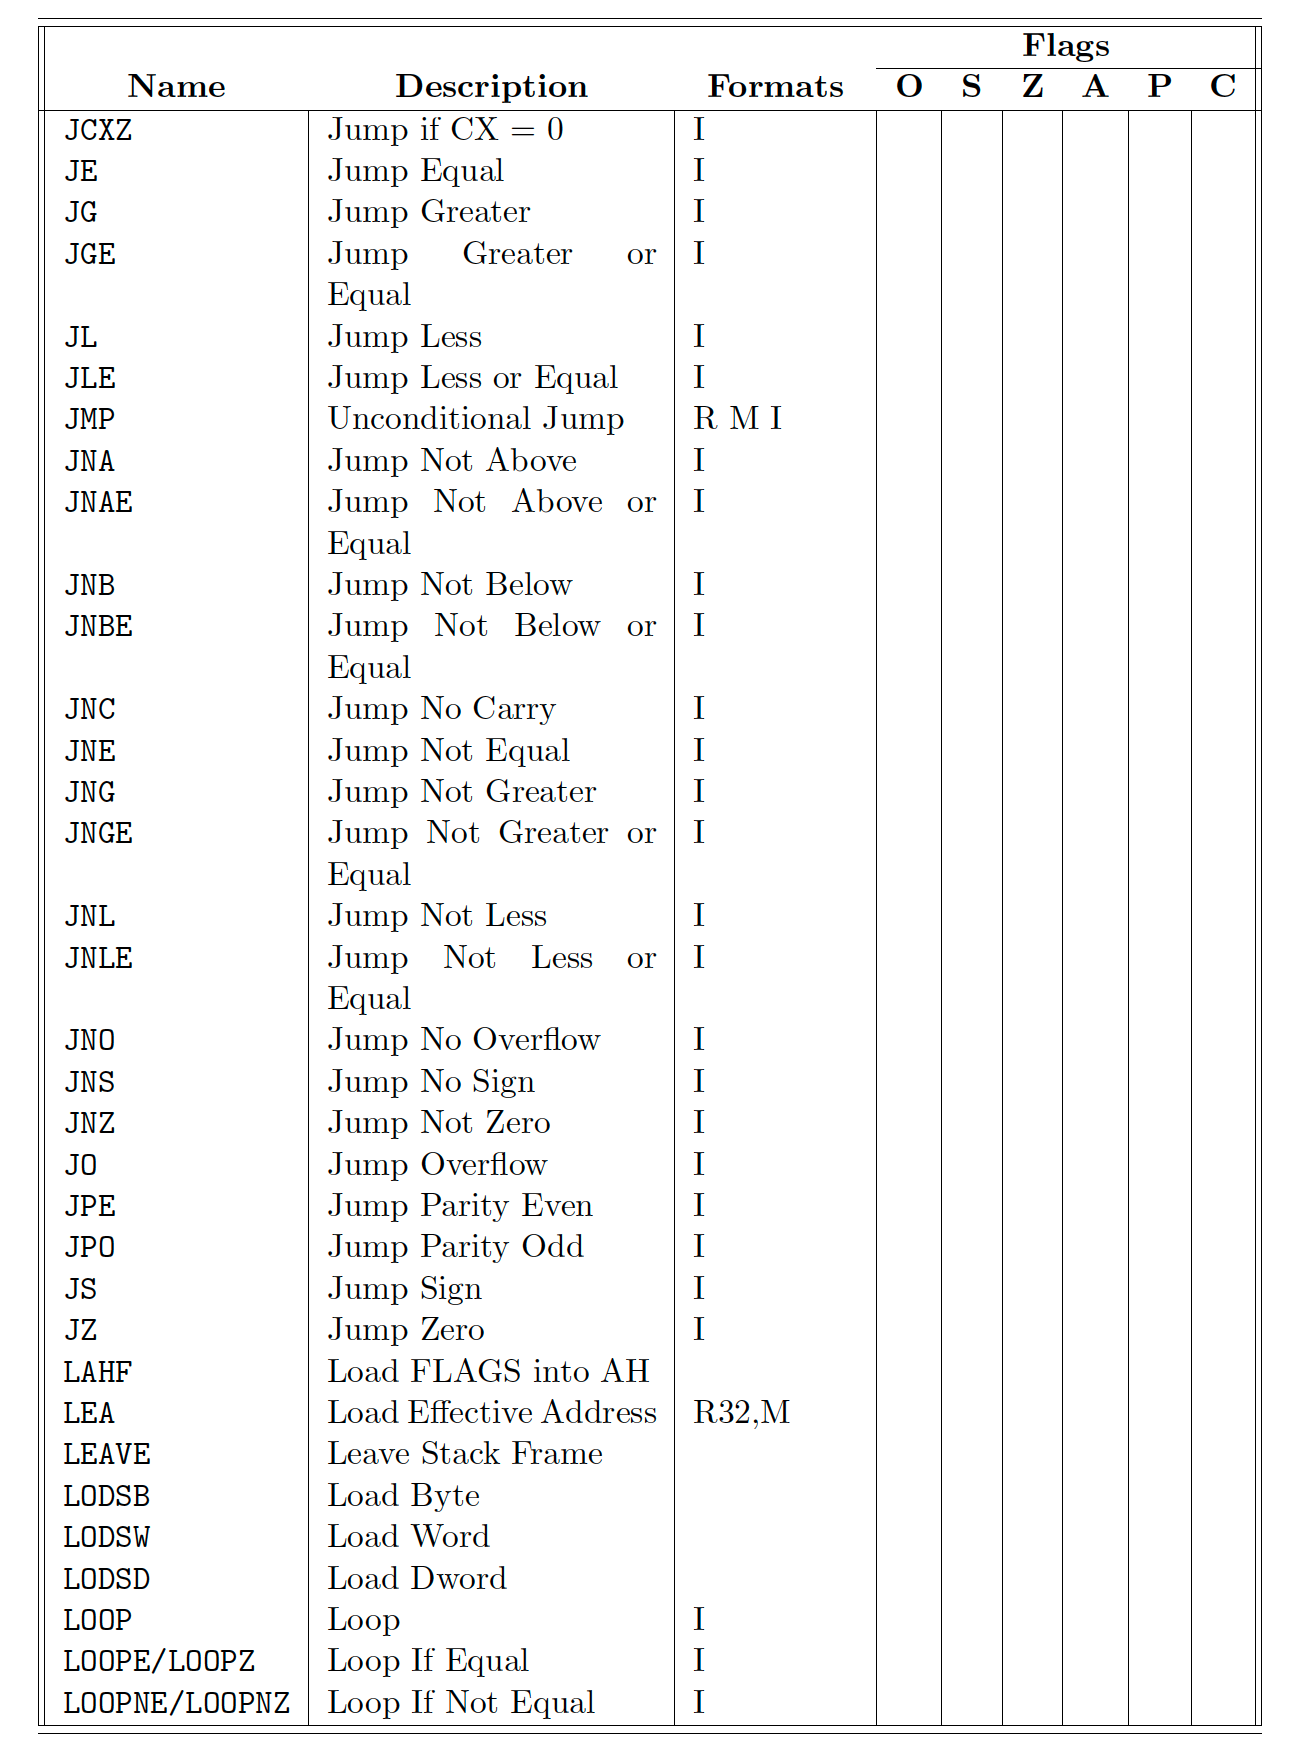 Flags
Name Description Formats O S Z A P C
JCXZ Jump if CX = 0 I
JE Jump Equal I
JG Jump Greater I
JGE Jump Greater or I
Equal
JL Jump Less I
JLE Jump Less or Equal I
JMP Unconditional Jump R M I
JNA Jump Not Above I
JNAE Jump Not Above or I
Equal
JNB Jump Not Below I
JNBE Jump Not Below or I
Equal
JNC Jump No Carry I
JNE Jump Not Equal I
JNG Jump Not Greater I
JNGE Jump Not Greater or I
Equal
JNL Jump Not Less I
JNLE Jump Not Less or I
Equal
JNO Jump No Overflow I
JNS Jump No Sign I
JNZ Jump Not Zero I
JO Jump Overflow I
JPE Jump Parity Even I
JPO Jump Parity Odd I
JS Jump Sign I
JZ Jump Zero I
LAHF Load FLAGS into AH
LEA Load Effective Address R32,M
LEAVE Leave Stack Frame
LODSB Load Byte
LODSW Load Word
LODSD Load Dword
LOOP Loop I
LOOPE/LOOPZ Loop If Equal I
LOOPNE/LOOPNZ Loop If Not Equal I